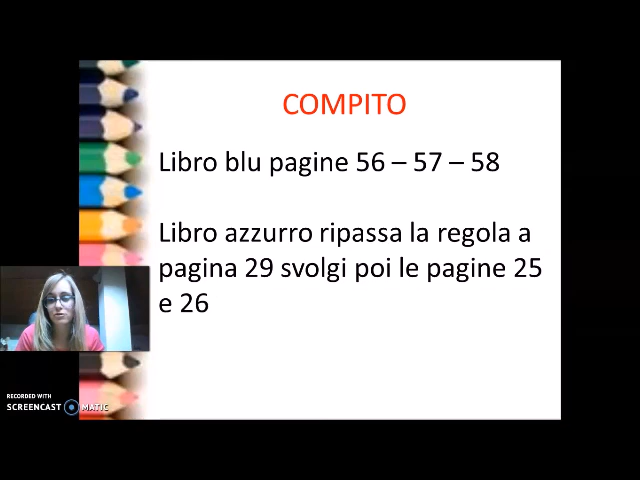 COMPITO
Libro blu pagine 56 – 57 – 58
Libro azzurro ripassa la regola a
pagina 29 svolgi poi le pagine 25
e 26
RECORDED WITH
SCREENCAST MATIC